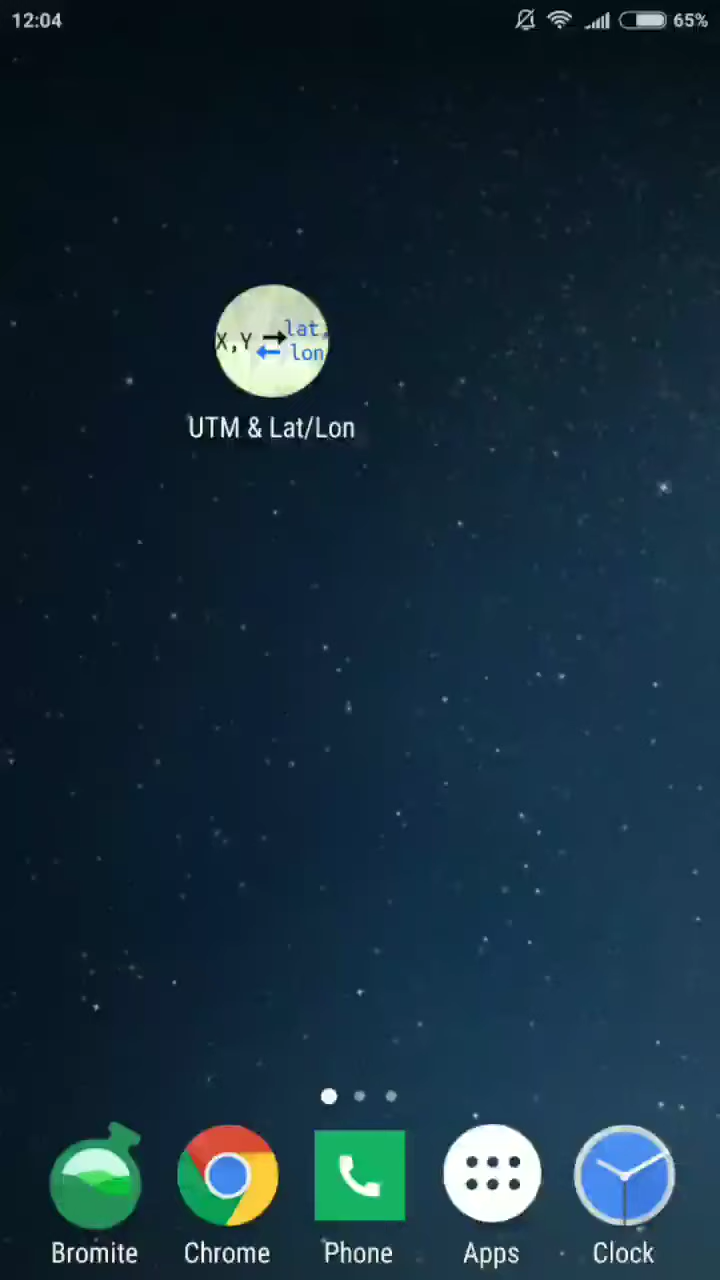 12:04
65%
X,Y lat,
lon
UTM & Lat/Lon
Bromite
Chrome
Phone
Apps
Clock